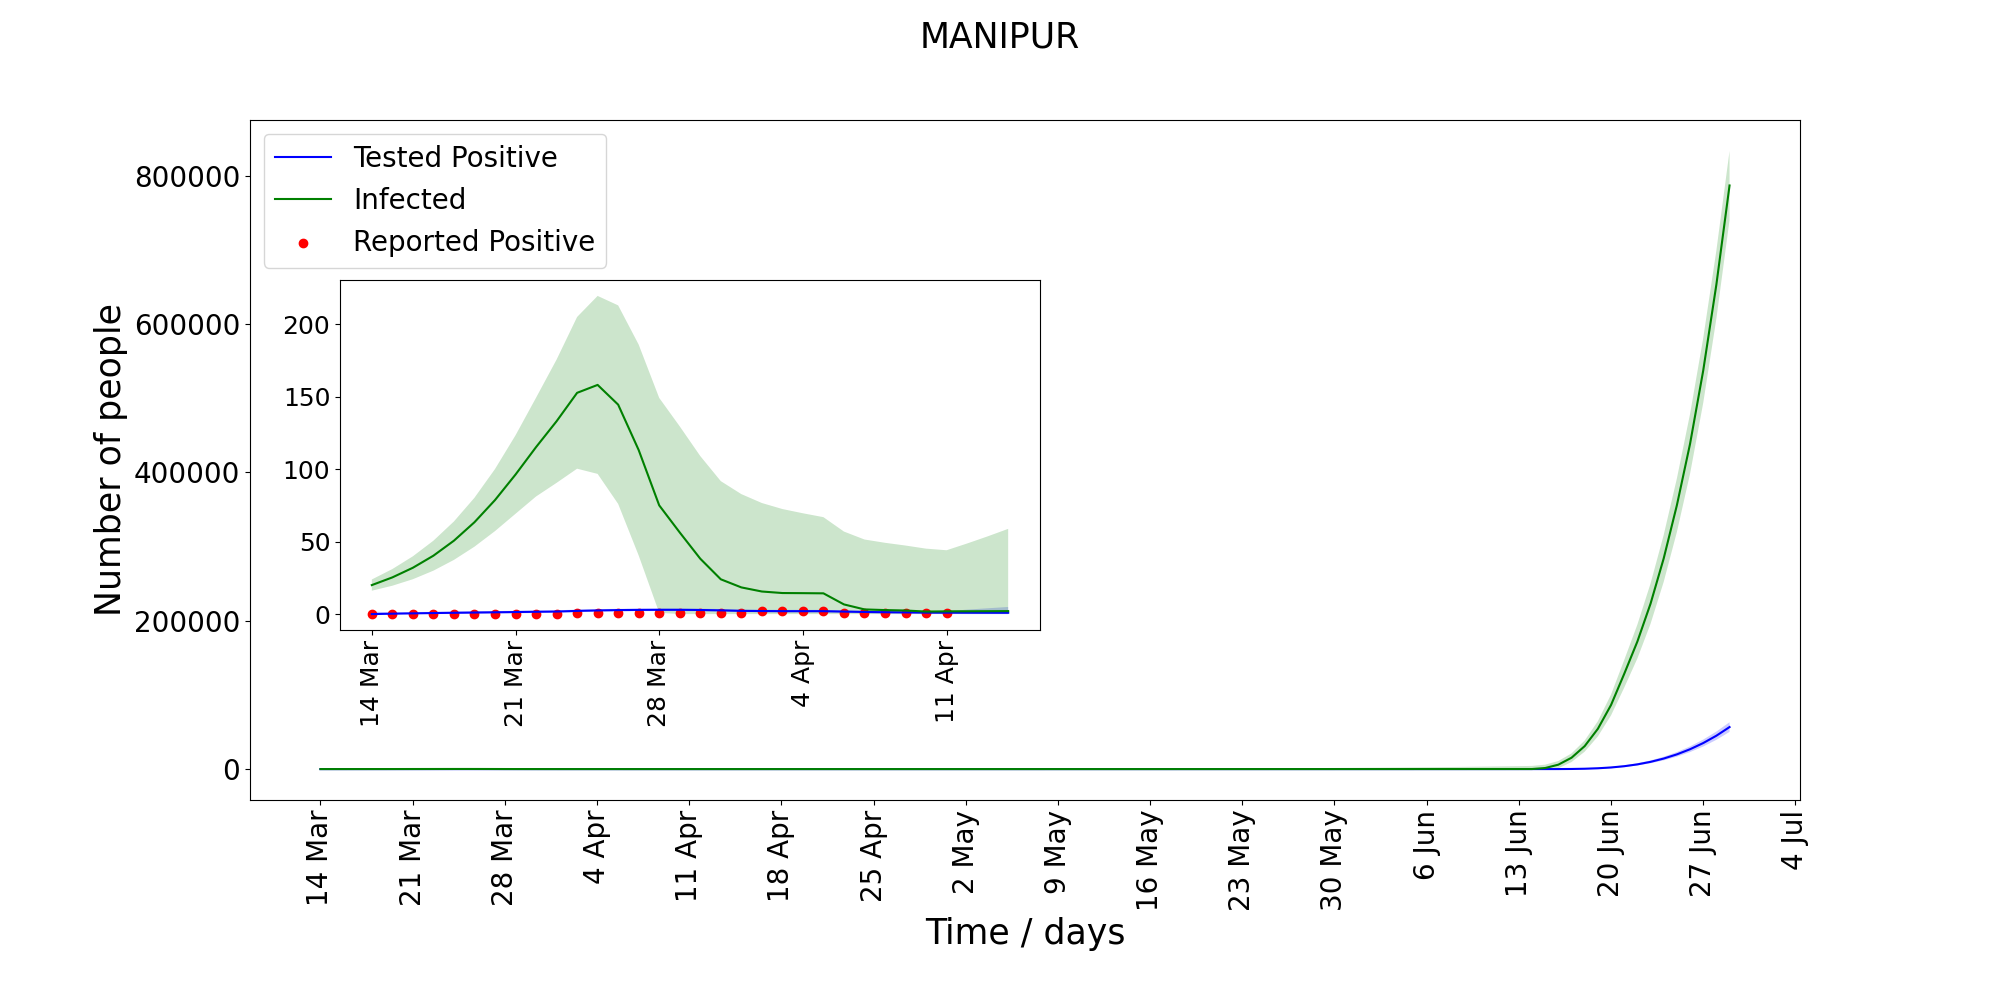 MANIPUR
Tested Positive
Infected
Reported Positive
Number of people
800000
600000
400000
200000
0
200
150
100
50
0
14 Mar
21 Mar
28 Mar
4 Apr
11 Apr
14 Mar
21 Mar
28 Mar
4 Apr
11 Apr
18 Apr
25 Apr
2 May
9 May
16 May
23 May
30 May
6 Jun
13 Jun
20 Jun
27 Jun
4 Jul
Time / days